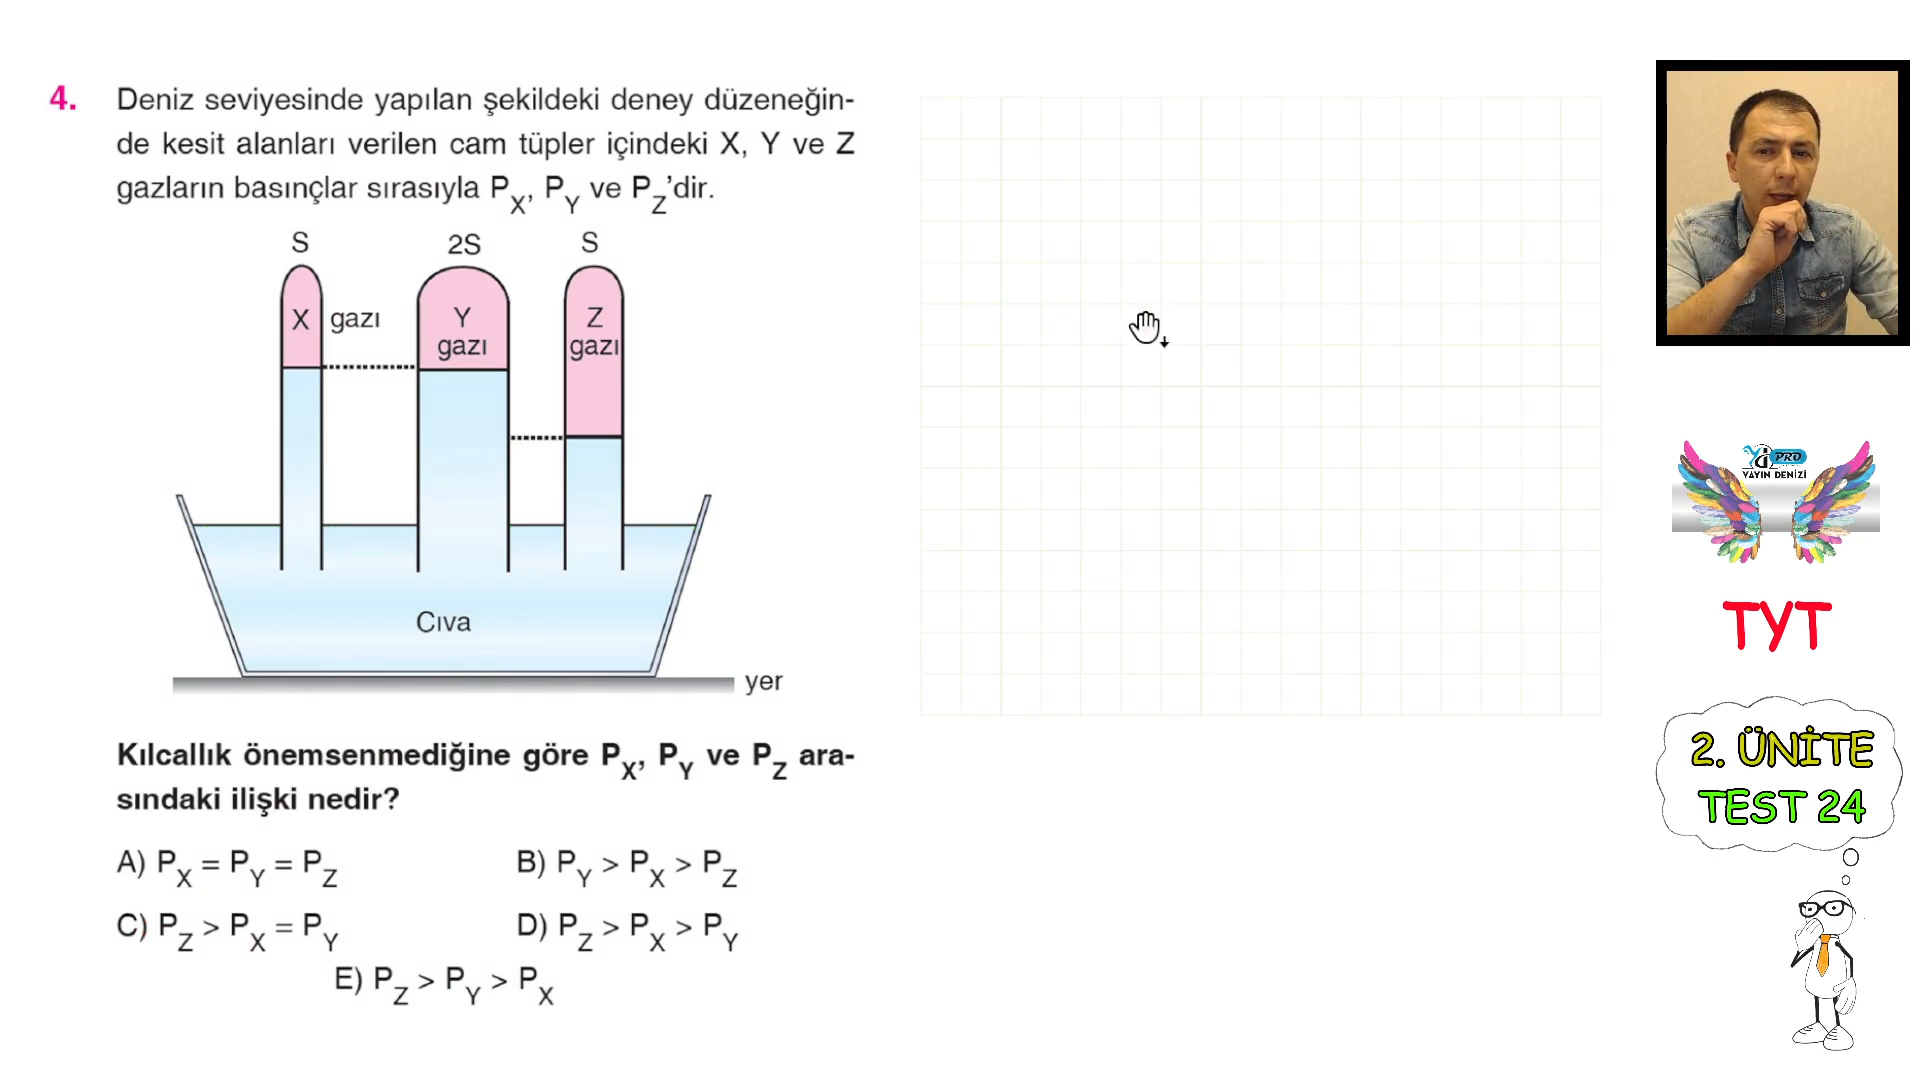 4. Deniz seviyesinde yapılan şekildeki deney düzeneğin-
de kesit alanları verilen cam tüpler içindeki X, Y ve Z
gazların basınçlar sırasıyla PX, PY ve PZ'dir.
S 2S S
X gazı Y gazı Z gazı
Cıva
yer
Kılcallık önemsenmediğine göre PX, PY ve PZ ara-
sındaki ilişki nedir?
A) PX = PY = PZ B) PY > PX > PZ
C) PZ > PX = PY D) PZ > PX > PY
E) PZ > PY > PX
PRO
YAYIN DENİZİ
TYT
2. ÜNİTE
TEST 24